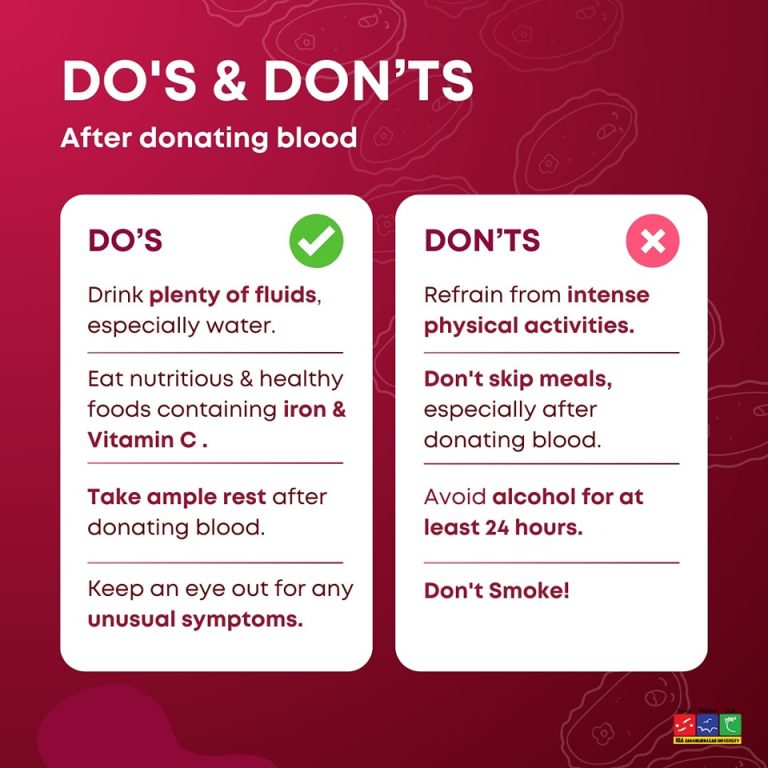 DO'S & DON’TS
After donating blood
DO’S
Drink plenty of fluids,
especially water.
Eat nutritious & healthy
foods containing iron &
Vitamin C .
Take ample rest after
donating blood.
Keep an eye out for any
unusual symptoms.
DON’TS
Refrain from intense
physical activities.
Don't skip meals,
especially after
donating blood.
Avoid alcohol for at
least 24 hours.
Don't Smoke!
JAHANGIRNAGAR UNIVERSITY